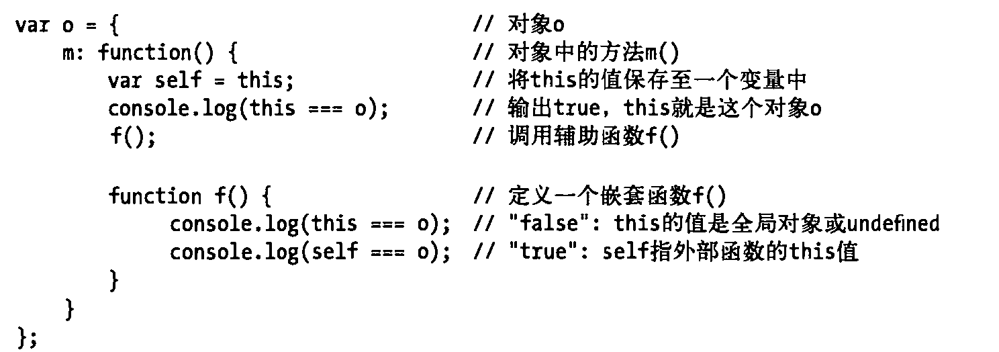 var o = {                              // 对象o
    m: function() {                    // 对象中的方法m()
        var self = this;               // 将this的值保存至一个变量中
        console.log(this === o);       // 输出true，this就是这个对象o
        f();                           // 调用辅助函数f()

        function f() {                 // 定义一个嵌套函数f()
            console.log(this === o);   // "false": this的值是全局对象或undefined
            console.log(self === o);   // "true": self指外部函数的this值
        }
    }
};